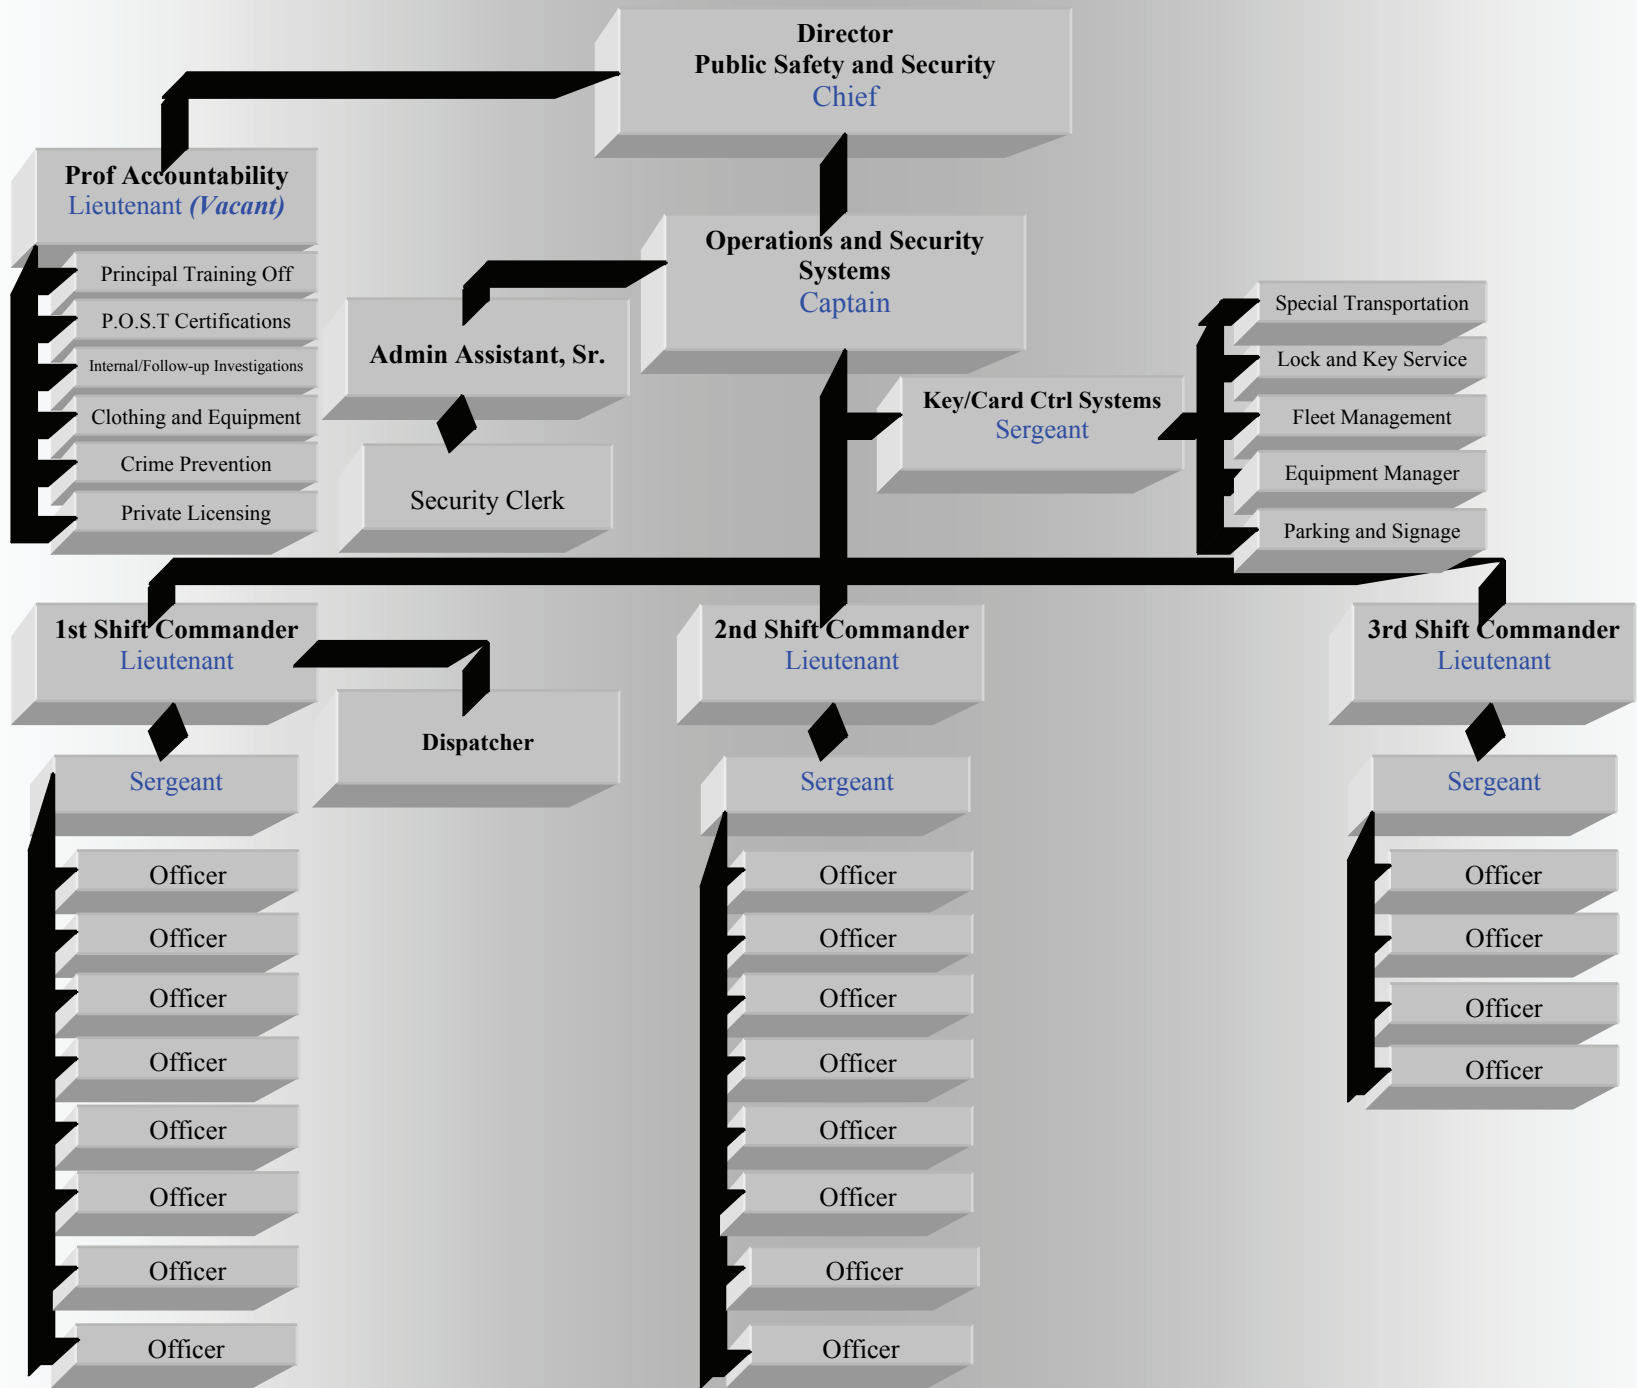 Director
Public Safety and Security
Chief
Prof Accountability
Lieutenant (Vacant)
Principal Training Off
P.O.S.T Certifications
Internal/Follow-up Investigations
Clothing and Equipment
Crime Prevention
Private Licensing
Operations and Security
Systems
Captain
Admin Assistant, Sr.
Security Clerk
Key/Card Ctrl Systems
Sergeant
Special Transportation
Lock and Key Service
Fleet Management
Equipment Manager
Parking and Signage
1st Shift Commander
Lieutenant
Dispatcher
Sergeant
Officer
Officer
Officer
Officer
Officer
Officer
Officer
Officer
2nd Shift Commander
Lieutenant
Sergeant
Officer
Officer
Officer
Officer
Officer
Officer
Officer
Officer
3rd Shift Commander
Lieutenant
Sergeant
Officer
Officer
Officer
Officer